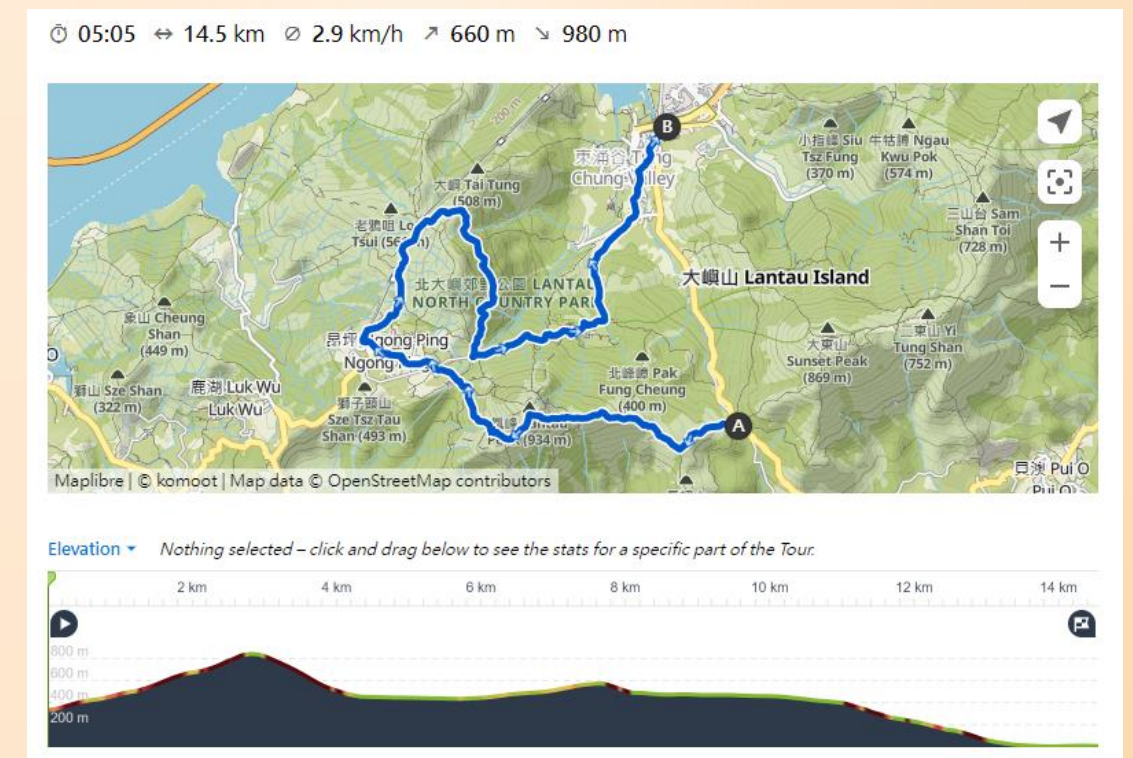 05:05 14.5 km 2.9 km/h 660 m 980 m
B
小指峰 Siu
Tsz Fung
(370 m)
牛牯塱 Ngau
Kwu Pok
(574 m)
東涌谷 Tung
Chung Valley
大峒 Tai Tung
(508 m)
三山台 Sam
Shan Toi
(728 m)
老鴉咀 Lo
Tsui
+
−
大嶼山 Lantau Island
北大嶼郊野公園 LANTAU
NORTH COUNTRY PARK
象山 Cheung
Shan
(449 m)
二東山 Yi
Tung Shan
(752 m)
大東山
Sunset Peak
(869 m)
昂坪 Ngong Ping
Ngong Ping
北峰嶗 Pak
Fung Cheung
(400 m)
獅山 Sze Shan
(322 m)
鹿湖 Luk Wu
Luk Wu
獅子頭山
Sze Tsz Tau
Shan (493 m)
(934 m)
A
貝澳 Pui O
Pui O
Maplibre | © komoot | Map data © OpenStreetMap contributors
Elevation Nothing selected – click and drag below to see the stats for a specific part of the Tour.
2 km 4 km 6 km 8 km 10 km 12 km 14 km
800 m
600 m
400 m
200 m